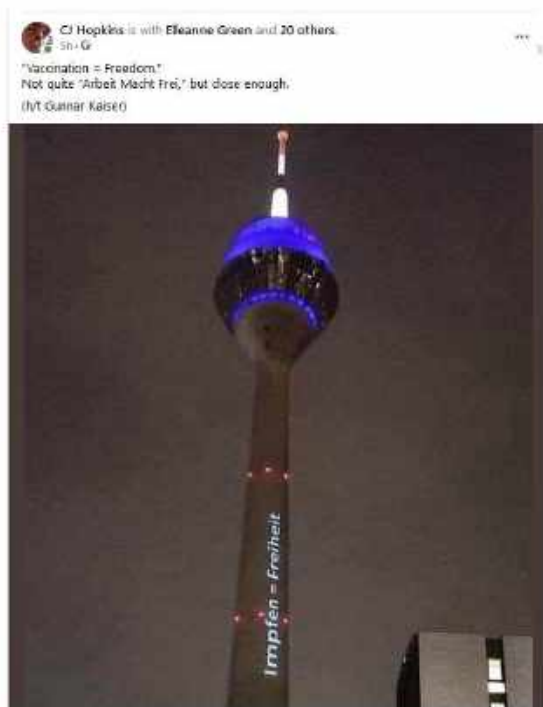 CJ Hopkins is with Elleanne Green and 20 others.
5h
"Vaccination = Freedom."
Not quite "Arbeit Macht Frei," but close enough.
(h/t Gunnar Kaiser)
Impfen = Freiheit